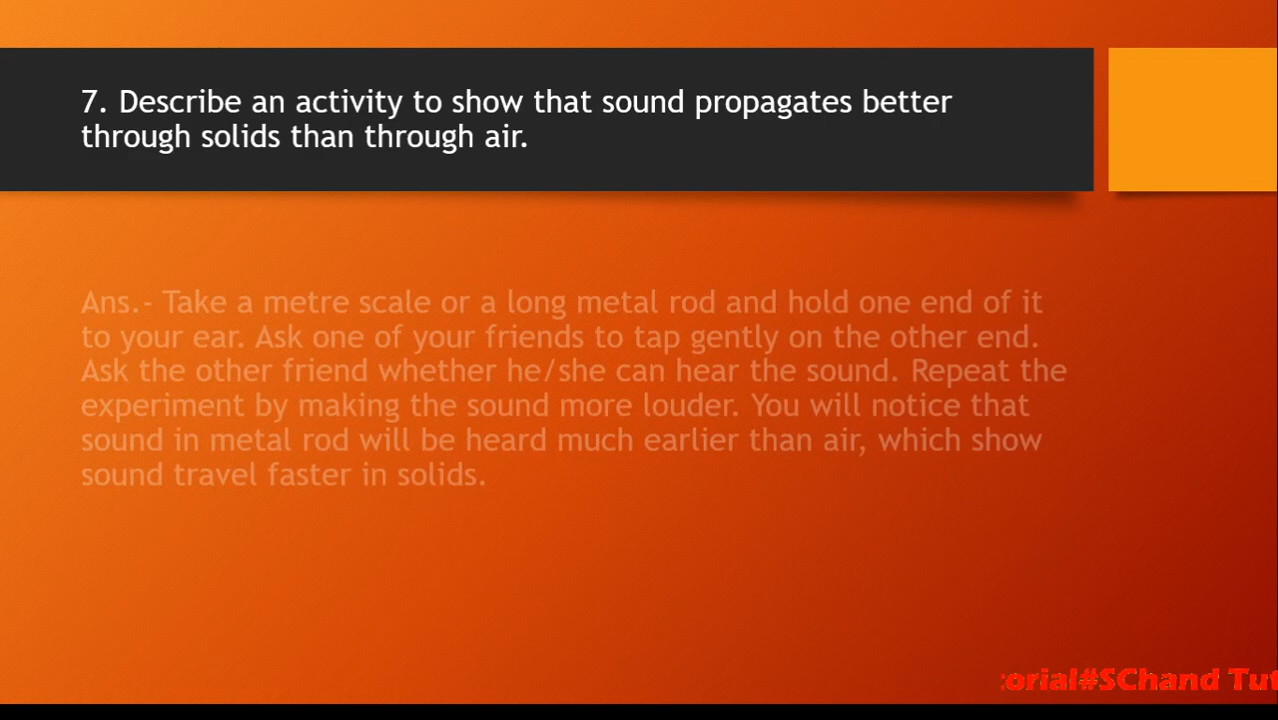 7. Describe an activity to show that sound propagates better
through solids than through air.
Ans.- Take a metre scale or a long metal rod and hold one end of it
to your ear. Ask one of your friends to tap gently on the other end.
Ask the other friend whether he/she can hear the sound. Repeat the
experiment by making the sound more louder. You will notice that
sound in metal rod will be heard much earlier than air, which show
sound travel faster in solids.
orial#SChand Tut